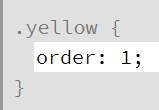 .yellow {
order: 1;
}